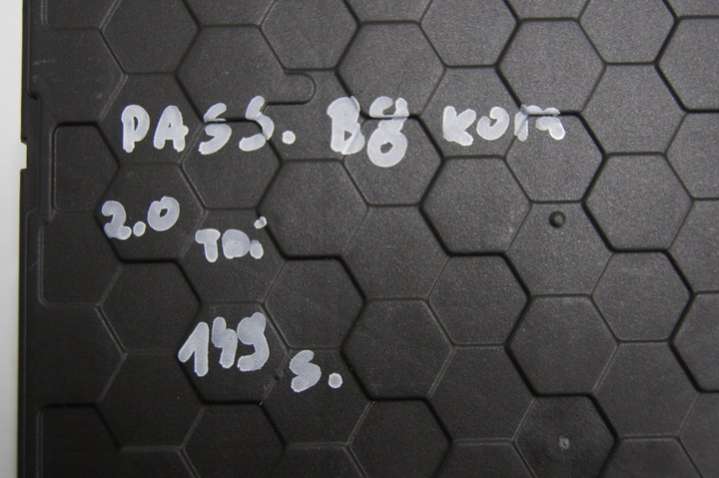 PASS. B8 KOM
2.0 TDi
149 S.